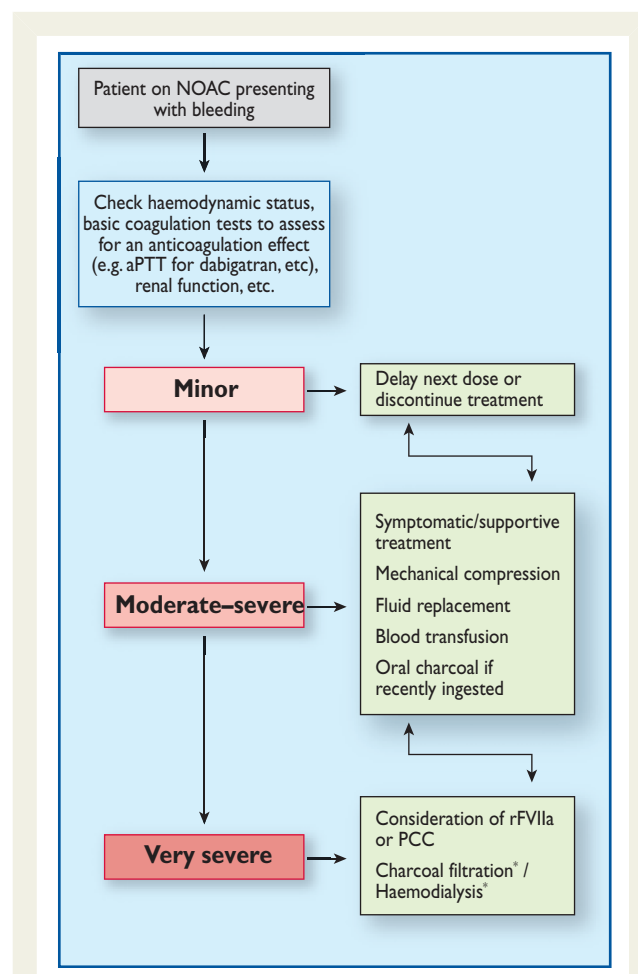 Patient on NOAC presenting
with bleeding
Check haemodynamic status,
basic coagulation tests to assess
for an anticoagulation effect
(e.g. aPTT for dabigatran, etc),
renal function, etc.
Minor
Delay next dose or
discontinue treatment
Moderate–severe
Symptomatic/supportive
treatment
Mechanical compression
Fluid replacement
Blood transfusion
Oral charcoal if
recently ingested
Very severe
Consideration of rFVIIa
or PCC
Charcoal filtration* /
Haemodialysis*